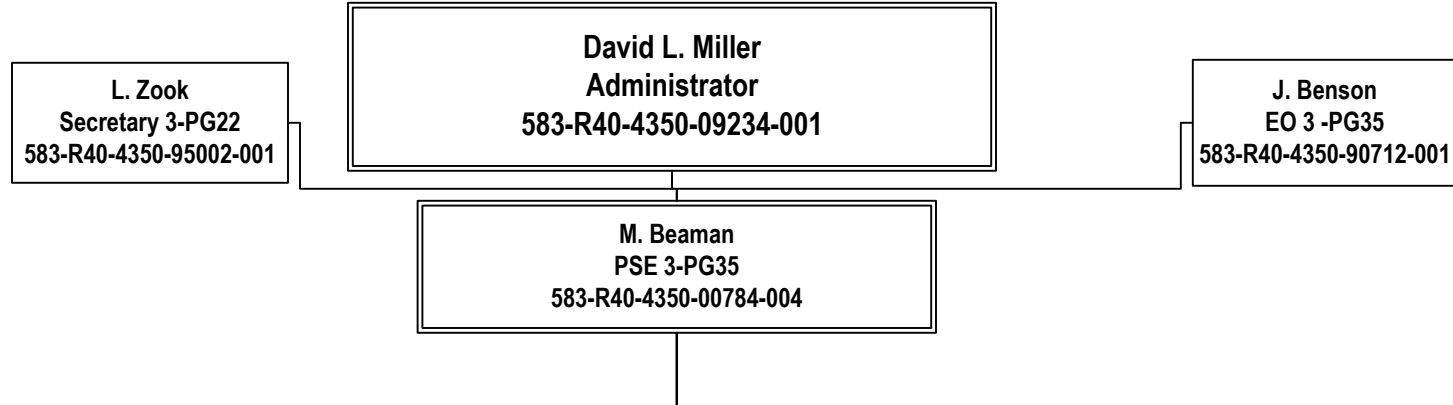 David L. Miller
Administrator
583-R40-4350-09234-001
L. Zook
Secretary 3-PG22
583-R40-4350-95002-001
J. Benson
EO 3 -PG35
583-R40-4350-90712-001
M. Beaman
PSE 3-PG35
583-R40-4350-00784-004